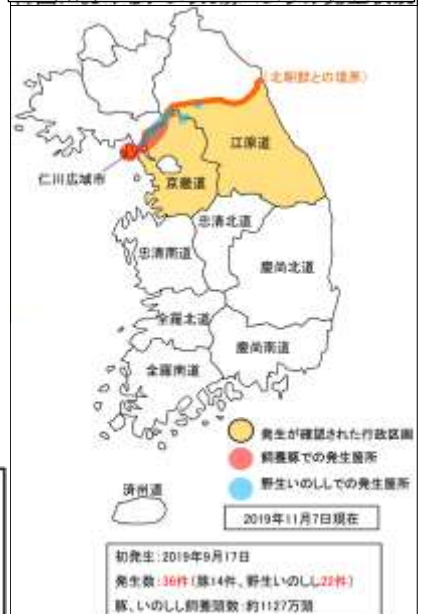 (北朝鮮との境界)
江原道
仁川広域市
京畿道
忠清北道
忠清南道
慶尚北道
全羅北道
慶尚南道
全羅南道
発生が確認された行政区画
飼養豚での発生箇所
野生いのししでの発生箇所
済州道
2019年11月7日現在
初発生:2019年9月17日
発生数:36件(豚14件、野生いのしし22件)
豚、いのしし飼養頭数:約1127万頭